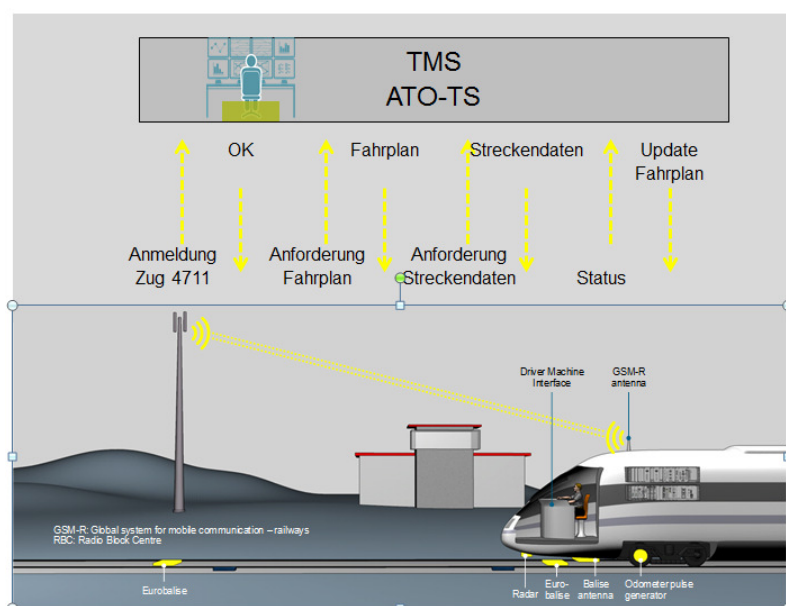 TMS
ATO-TS
OK
Fahrplan
Streckendaten
Update
Fahrplan
Anmeldung
Zug 4711
Anforderung
Fahrplan
Anforderung
Streckendaten
Status
Driver Machine
Interface
GSM-R
antenna
GSM-R: Global system for mobile communication – railways
RBC: Radio Block Centre
Eurobalise
Radar
Euro-
balise
Balise
antenna
Odometer pulse
generator